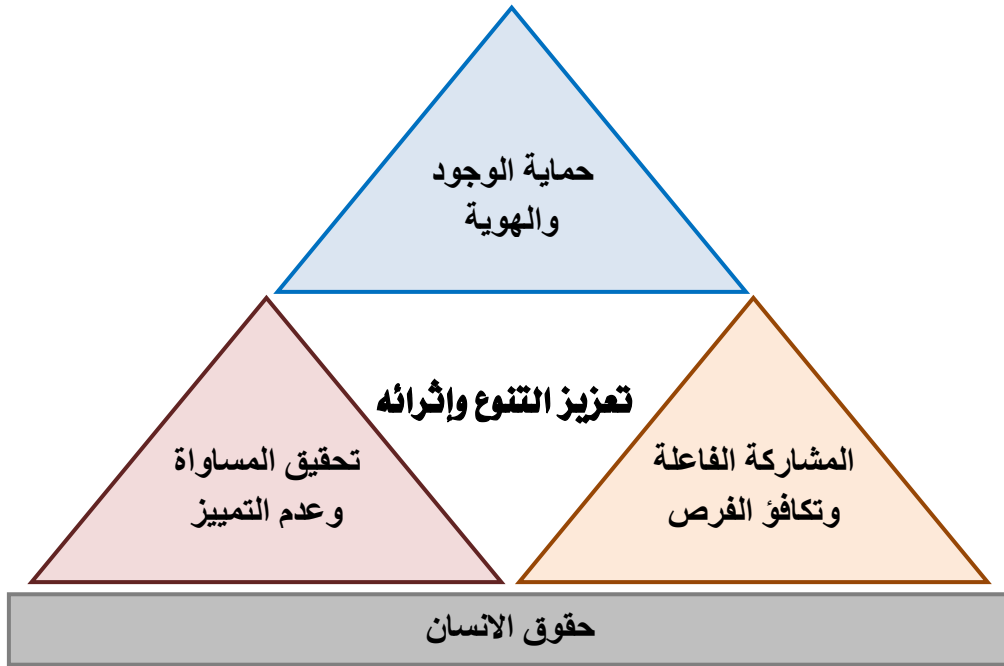 حماية الوجود
والهوية
تعزيز التنوع وإثرائه
المشاركة الفاعلة
وتكافؤ الفرص
تحقيق المساواة
وعدم التمييز
حقوق الانسان